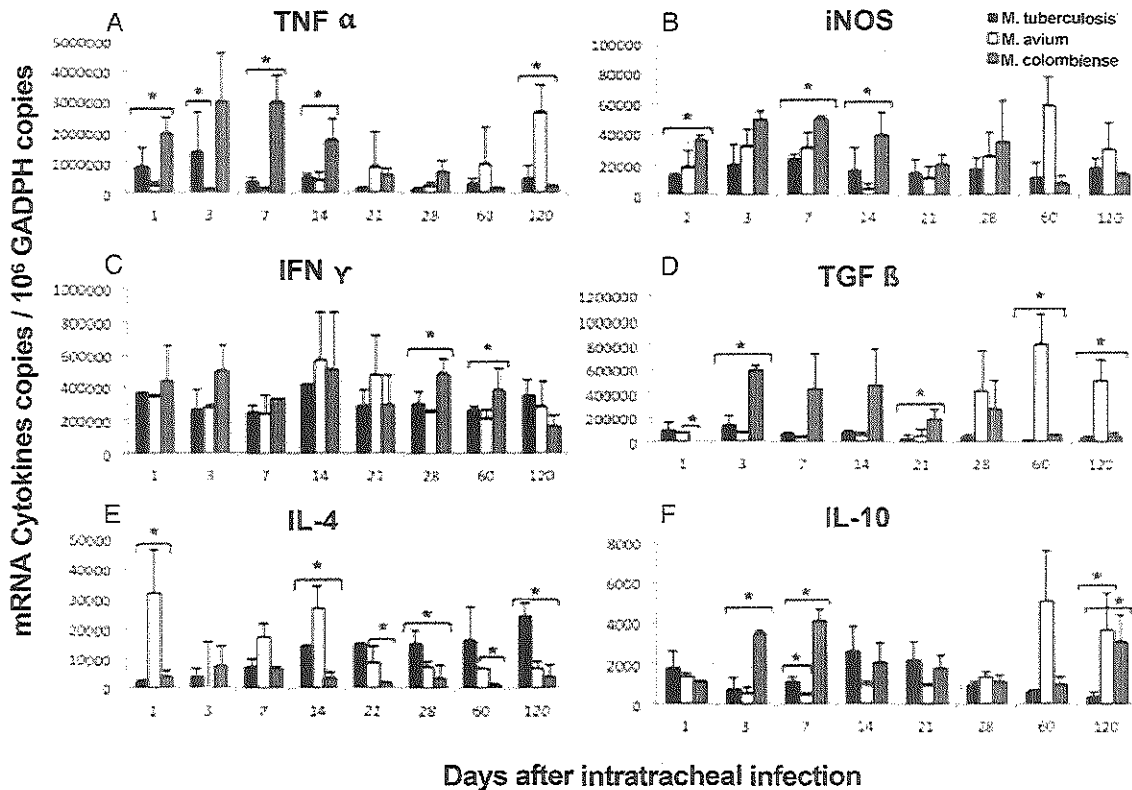 A
TNF α
5000000
4000000
3000000
2000000
1000000
0
* * * * *
1 3 7 14 21 28 60 120
B
iNOS
M. tuberculosis
M. avium
M. colombiense
100000
80000
60000
40000
20000
0
* * *
1 3 7 14 21 28 60 120
C
IFN ϒ
1000000
800000
600000
400000
200000
0
* *
1 3 7 14 21 28 60 120
D
TGF ß
1200000
1000000
800000
600000
400000
200000
0
* * * * *
1 3 7 14 21 28 60 120
E
IL-4
50000
40000
30000
20000
10000
0
* * * * * *
1 3 7 14 21 28 60 120
F
IL-10
8000
6000
4000
2000
0
* * * * *
1 3 7 14 21 28 60 120
mRNA Cytokines copies / 10⁶ GADPH copies
Days after intratracheal infection